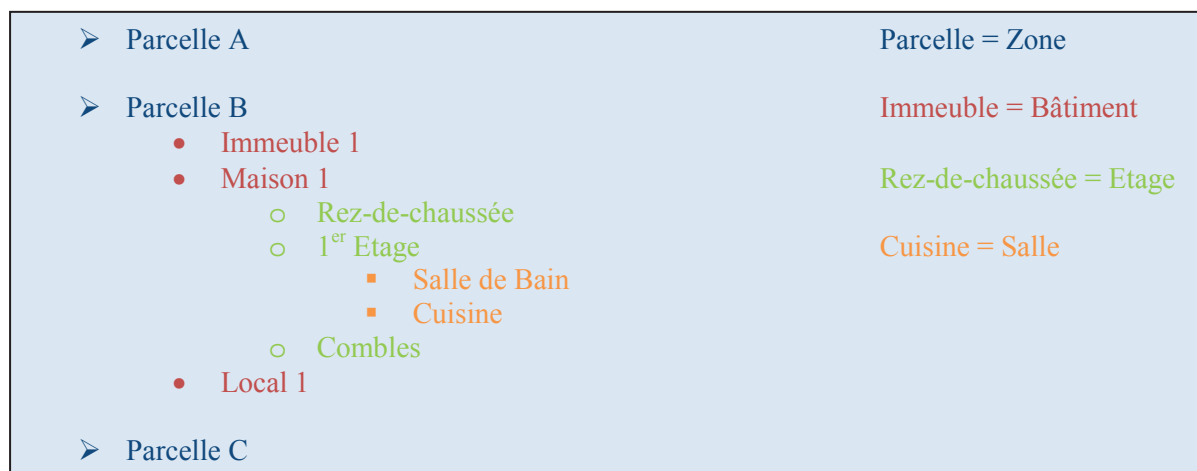 ➢ Parcelle A Parcelle = Zone
➢ Parcelle B Immeuble = Bâtiment
• Immeuble 1
• Maison 1 Rez-de-chaussée = Etage
o Rez-de-chaussée
o 1er Etage Cuisine = Salle
▪ Salle de Bain
▪ Cuisine
o Combles
• Local 1
➢ Parcelle C